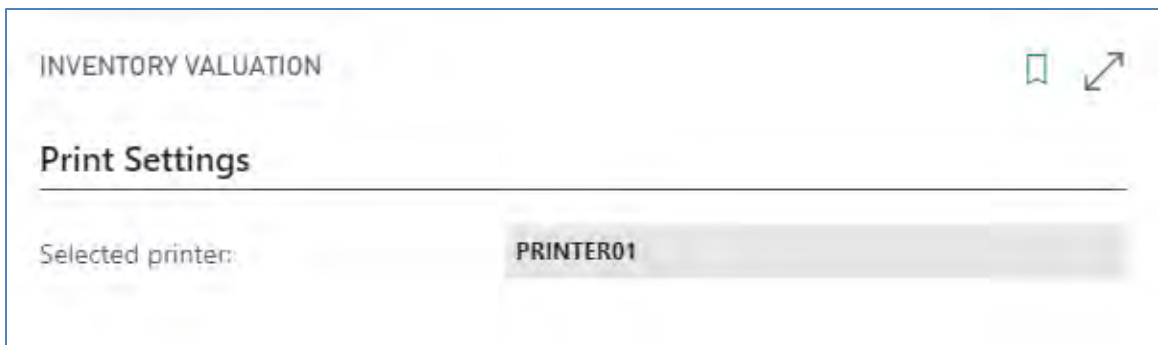 INVENTORY VALUATION
Print Settings
Selected printer: PRINTER01